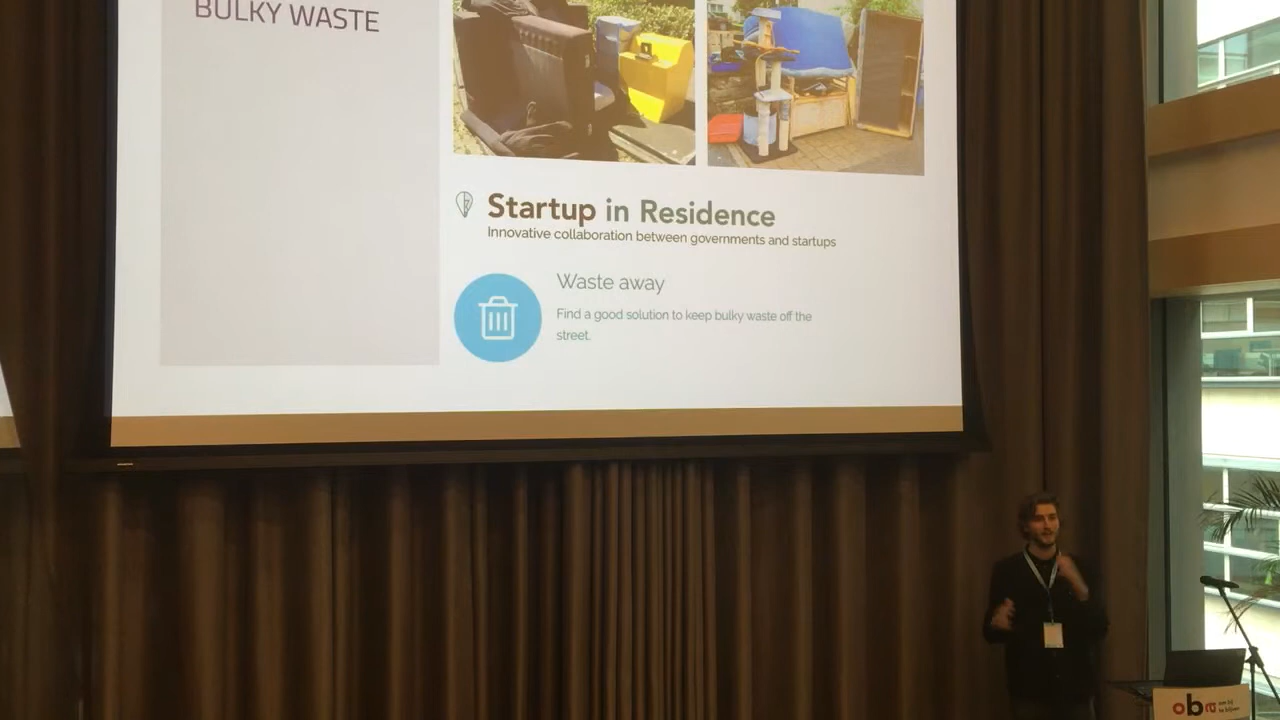 BULKY WASTE
Startup in Residence
Innovative collaboration between governments and startups
Waste away
Find a good solution to keep bulky waste off the
street.
oba